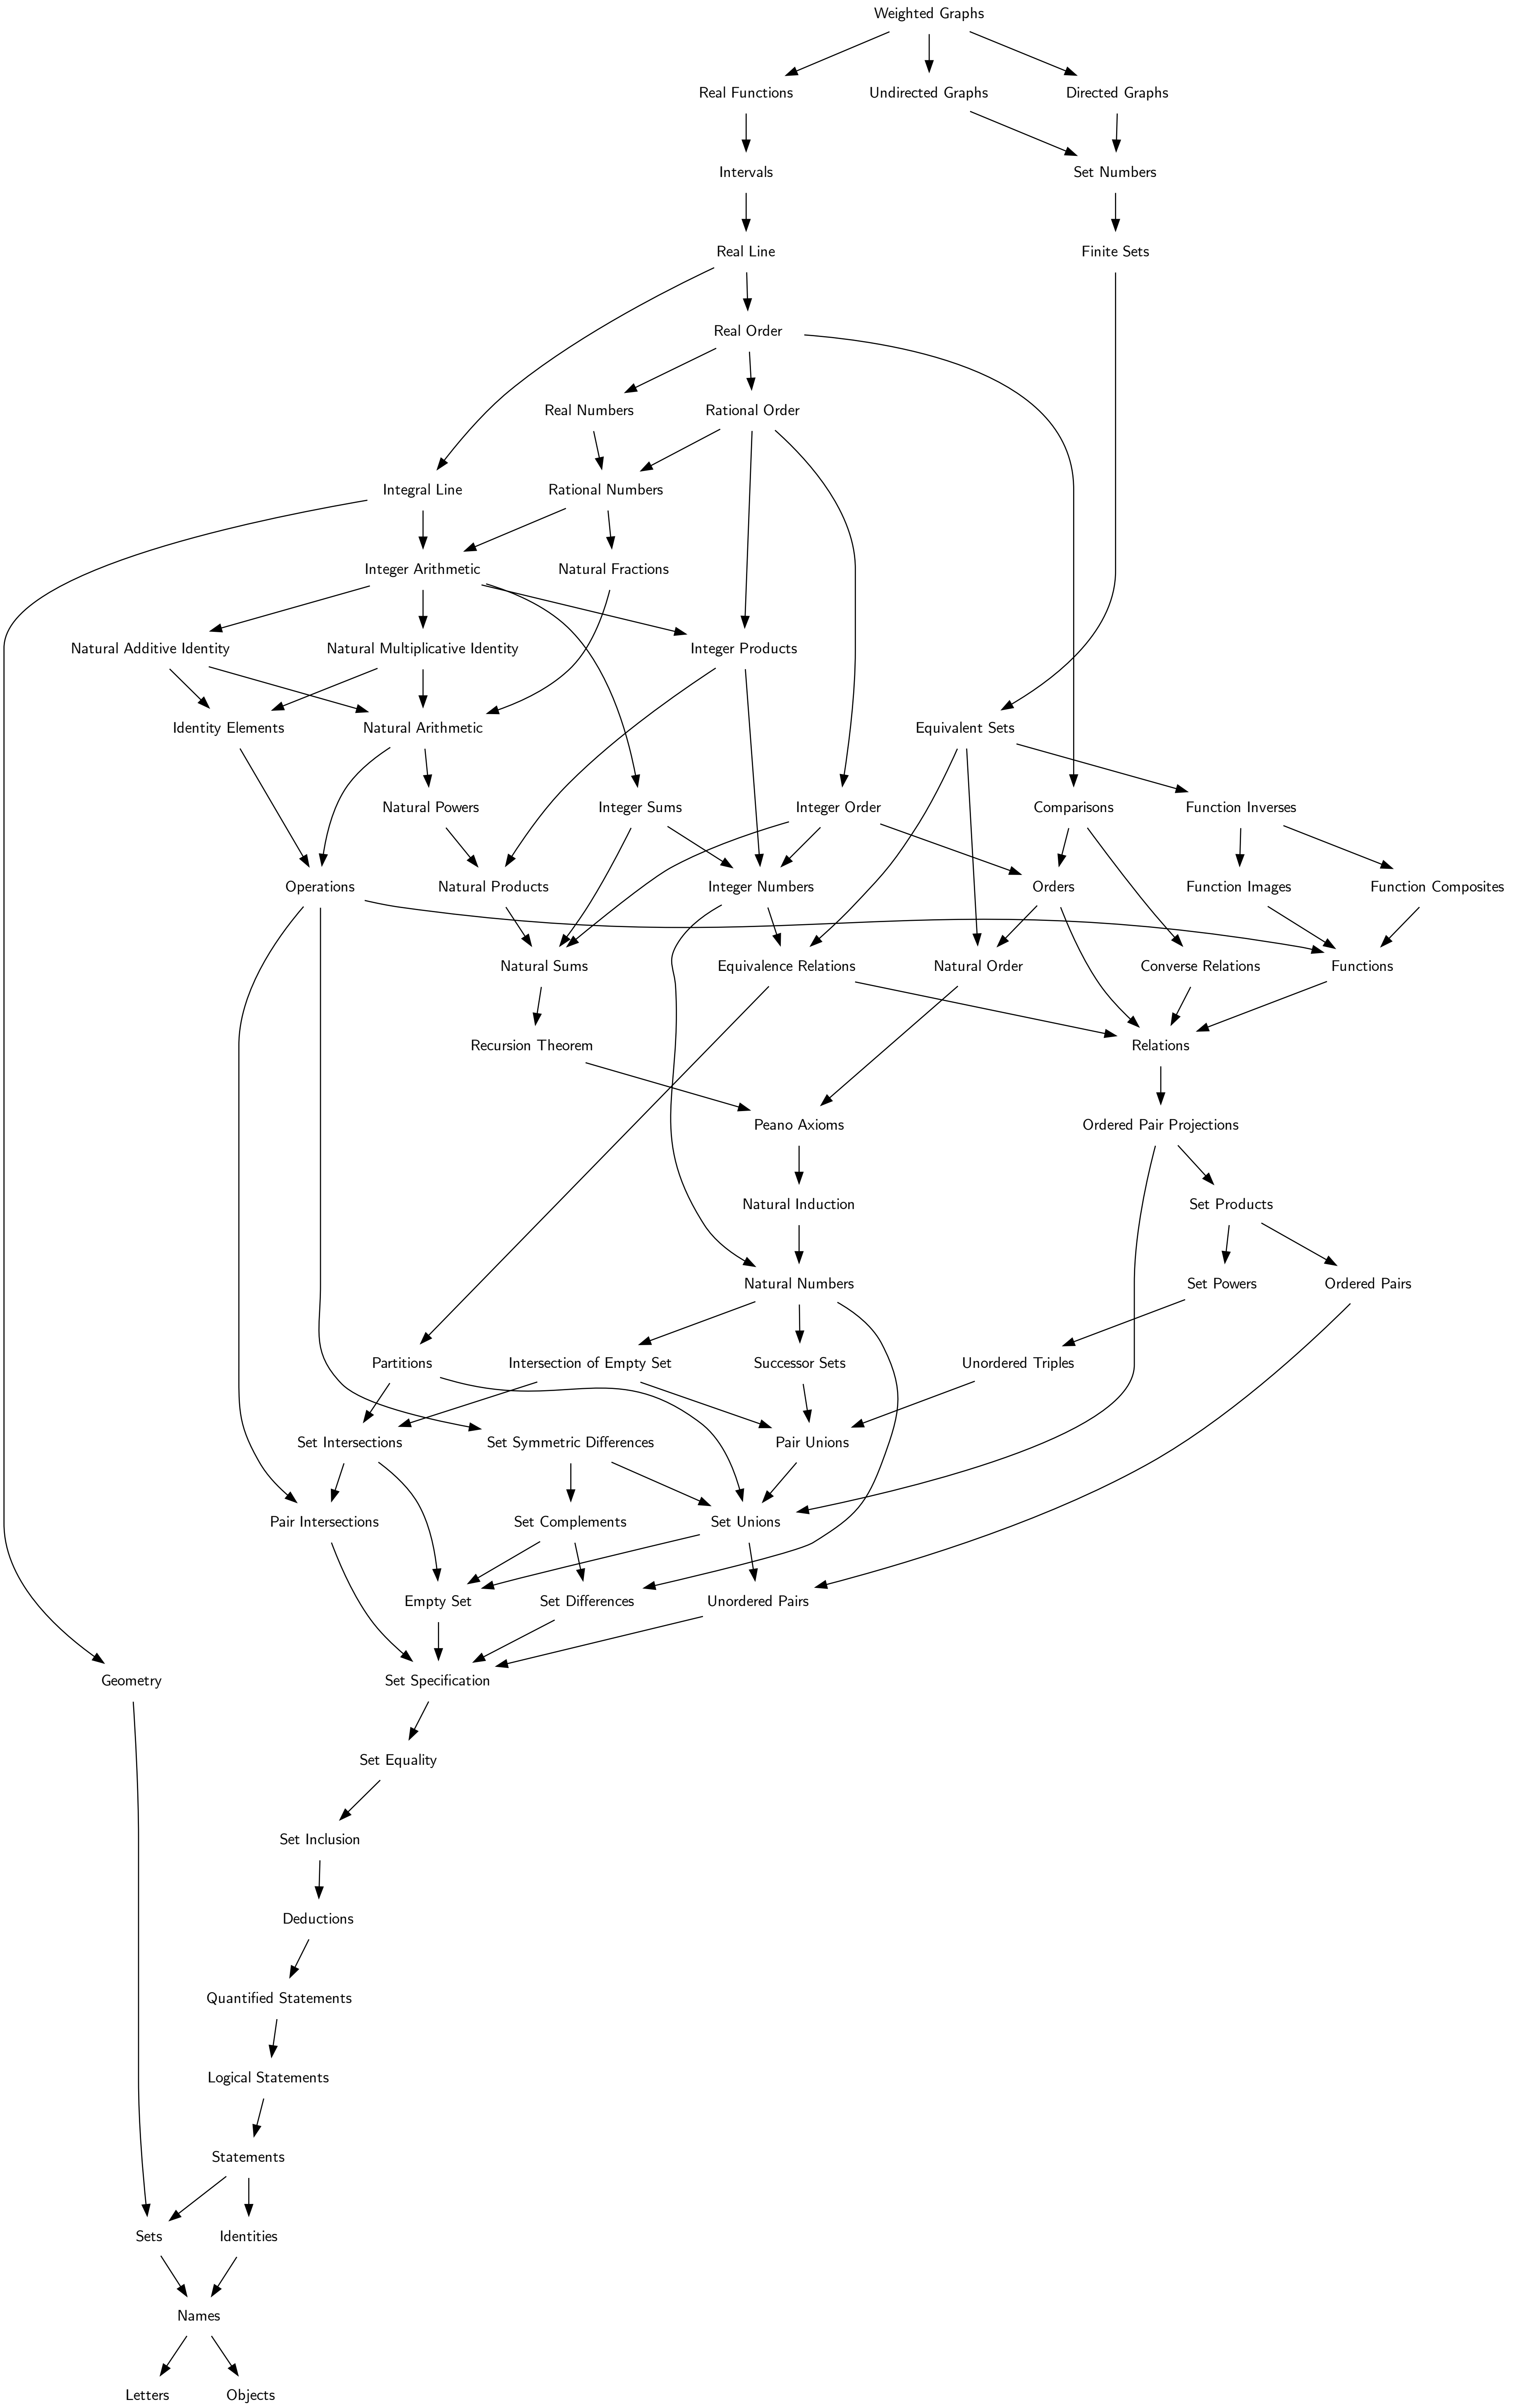 Weighted Graphs
Real Functions
Undirected Graphs
Directed Graphs
Intervals
Set Numbers
Real Line
Finite Sets
Real Order
Real Numbers
Rational Order
Integral Line
Rational Numbers
Integer Arithmetic
Natural Fractions
Natural Additive Identity
Natural Multiplicative Identity
Integer Products
Identity Elements
Natural Arithmetic
Equivalent Sets
Natural Powers
Integer Sums
Integer Order
Comparisons
Function Inverses
Operations
Natural Products
Integer Numbers
Orders
Function Images
Function Composites
Natural Sums
Equivalence Relations
Natural Order
Converse Relations
Functions
Recursion Theorem
Relations
Peano Axioms
Ordered Pair Projections
Natural Induction
Set Products
Natural Numbers
Set Powers
Ordered Pairs
Partitions
Intersection of Empty Set
Successor Sets
Unordered Triples
Set Intersections
Set Symmetric Differences
Pair Unions
Pair Intersections
Set Complements
Set Unions
Empty Set
Set Differences
Unordered Pairs
Geometry
Set Specification
Set Equality
Set Inclusion
Deductions
Quantified Statements
Logical Statements
Statements
Sets
Identities
Names
Letters
Objects